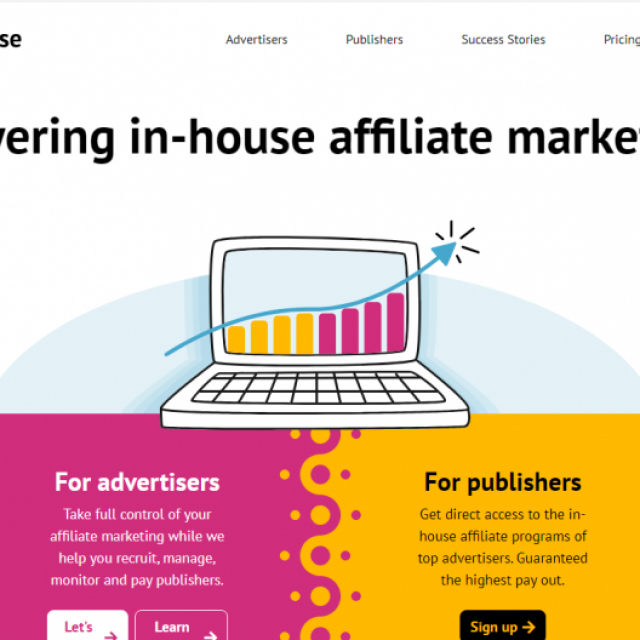 se
Advertisers
Publishers
Success Stories
Pricing
vering in-house affiliate marke
For advertisers
Take full control of your
affiliate marketing while we
help you recruit, manage,
monitor and pay publishers.
Let's
Learn
For publishers
Get direct access to the in-
house affiliate programs of
top advertisers. Guaranteed
the highest pay out.
Sign up